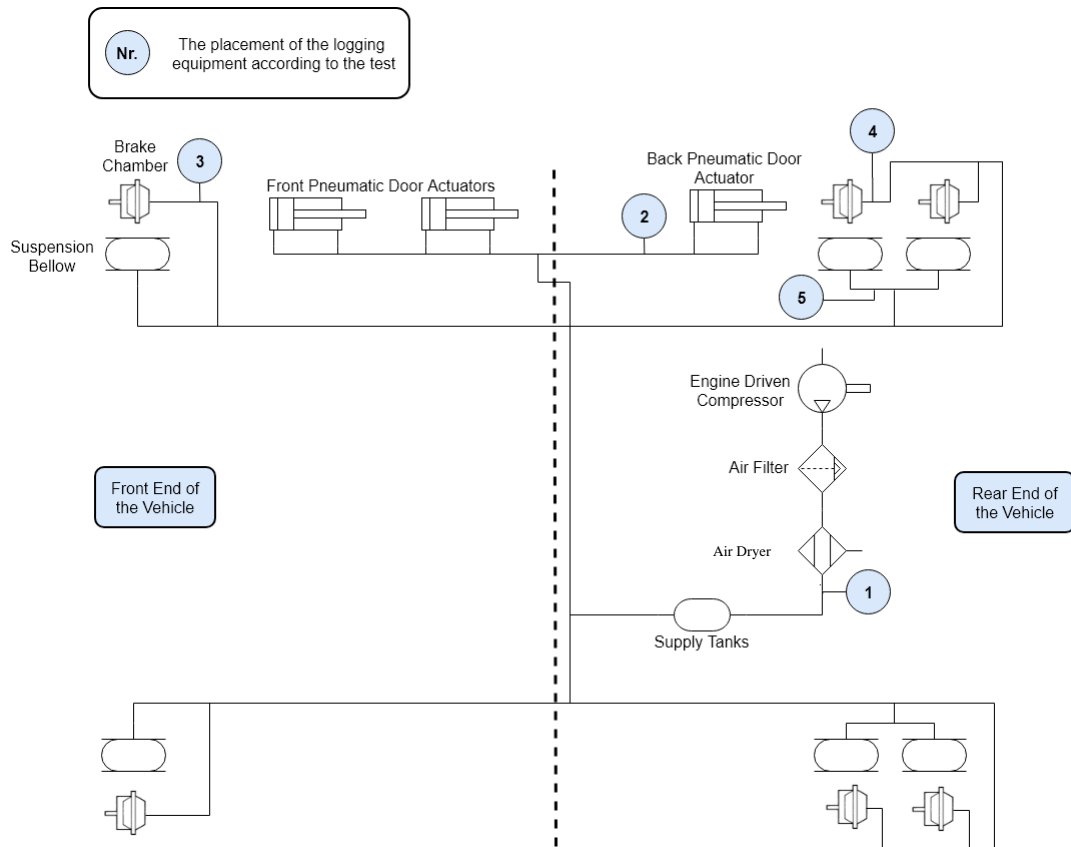 Nr.
The placement of the logging
equipment according to the test
Brake
Chamber
3
Front Pneumatic Door Actuators
2
Back Pneumatic Door
Actuator
4
Suspension
Bellow
5
Engine Driven
Compressor
Air Filter
Front End of
the Vehicle
Rear End of
the Vehicle
Air Dryer
1
Supply Tanks